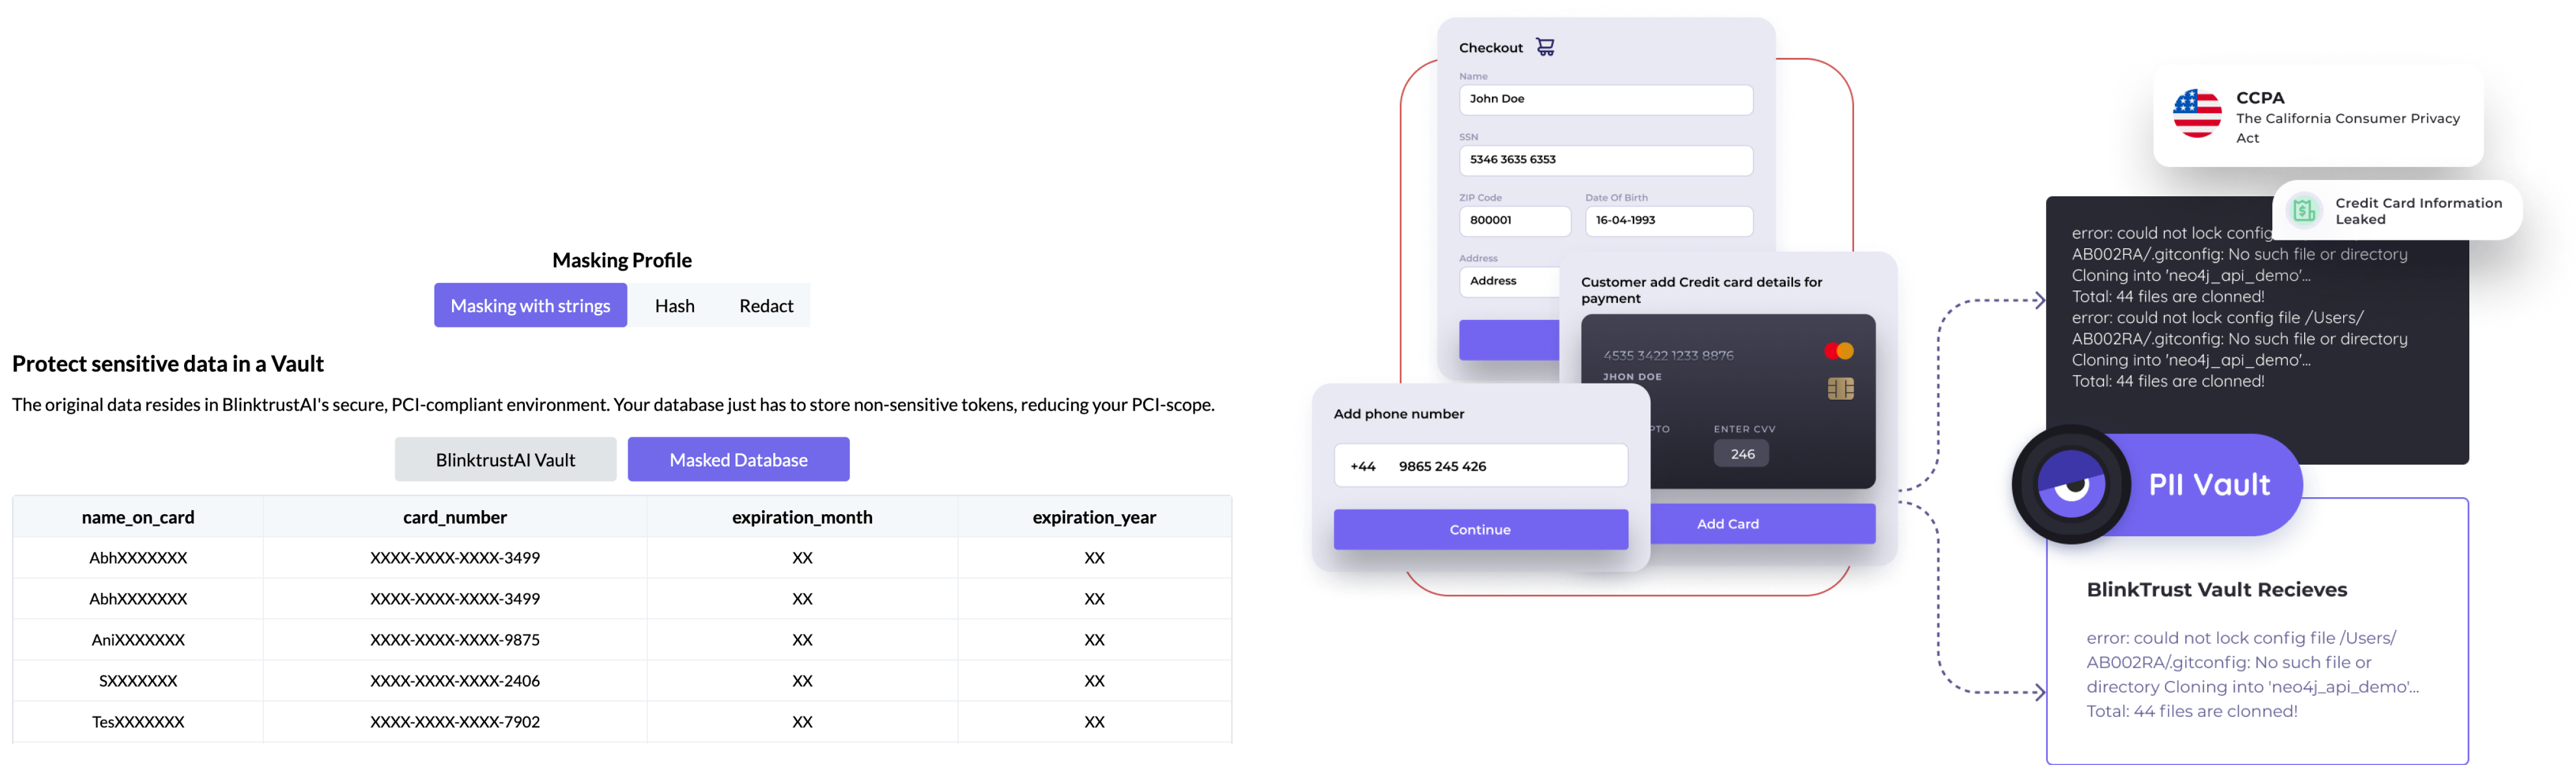 Masking Profile
Masking with strings Hash Redact
Protect sensitive data in a Vault
The original data resides in BlinktrustAI's secure, PCI-compliant environment. Your database just has to store non-sensitive tokens, reducing your PCI-scope.
BlinktrustAI Vault Masked Database
name_on_card card_number expiration_month expiration_year
AbhXXXXXXX XXXX-XXXX-XXXX-3499 XX XX
AbhXXXXXXX XXXX-XXXX-XXXX-3499 XX XX
AniXXXXXXX XXXX-XXXX-XXXX-9875 XX XX
SXXXXXXX XXXX-XXXX-XXXX-2406 XX XX
TesXXXXXXX XXXX-XXXX-XXXX-7902 XX XX
Checkout
Name
John Doe
SSN
5346 3635 6353
ZIP Code Date Of Birth
800001 16-04-1993
Address
Address
Customer add Credit card details for
payment
4535 3422 1233 8876
JHON DOE
PTO ENTER CVV
246
Add Card
Add phone number
+44 9865 245 426
Continue
CCPA
The California Consumer Privacy
Act
Credit Card Information
Leaked
error: could not lock config
AB002RA/.gitconfig: No such file or directory
Cloning into 'neo4j_api_demo'...
Total: 44 files are clonned!
error: could not lock config file /Users/
AB002RA/.gitconfig: No such file or directory
Cloning into 'neo4j_api_demo'...
Total: 44 files are clonned!
PII Vault
BlinkTrust Vault Recieves
error: could not lock config file /Users/
AB002RA/.gitconfig: No such file or
directory Cloning into 'neo4j_api_demo'...
Total: 44 files are clonned!